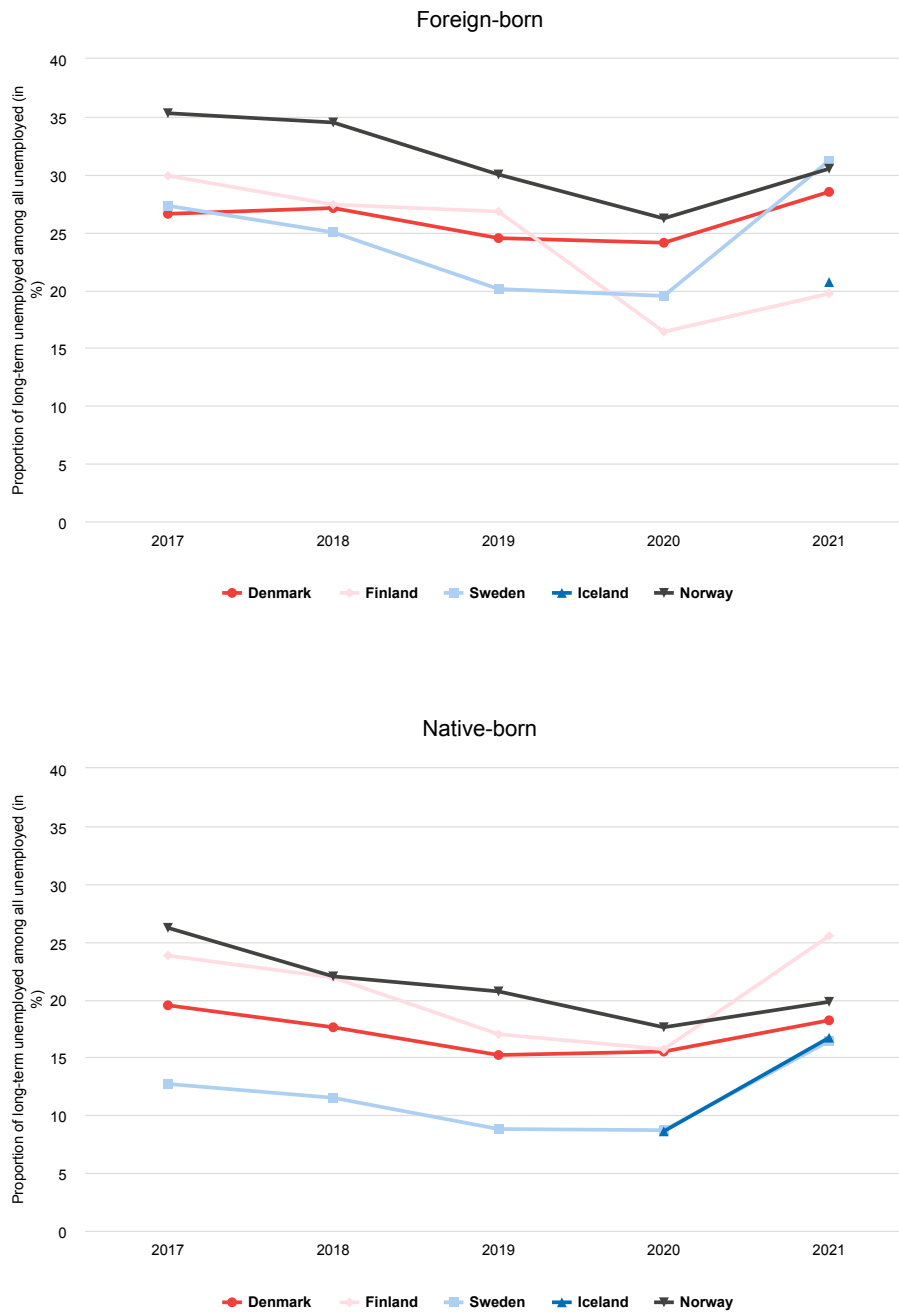 Foreign-born
Proportion of long-term unemployed among all unemployed (in
%)
40
35
30
25
20
15
10
5
0
2017 2018 2019 2020 2021
Denmark Finland Sweden Iceland Norway
Native-born
Proportion of long-term unemployed among all unemployed (in
%)
40
35
30
25
20
15
10
5
0
2017 2018 2019 2020 2021
Denmark Finland Sweden Iceland Norway